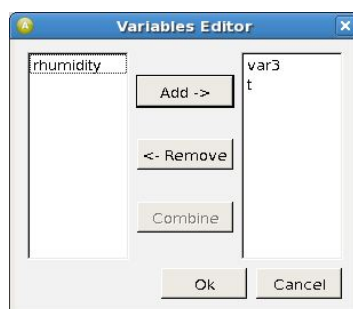 Variables Editor
rhumidity
Add ->
<- Remove
Combine
var3
t
Ok
Cancel